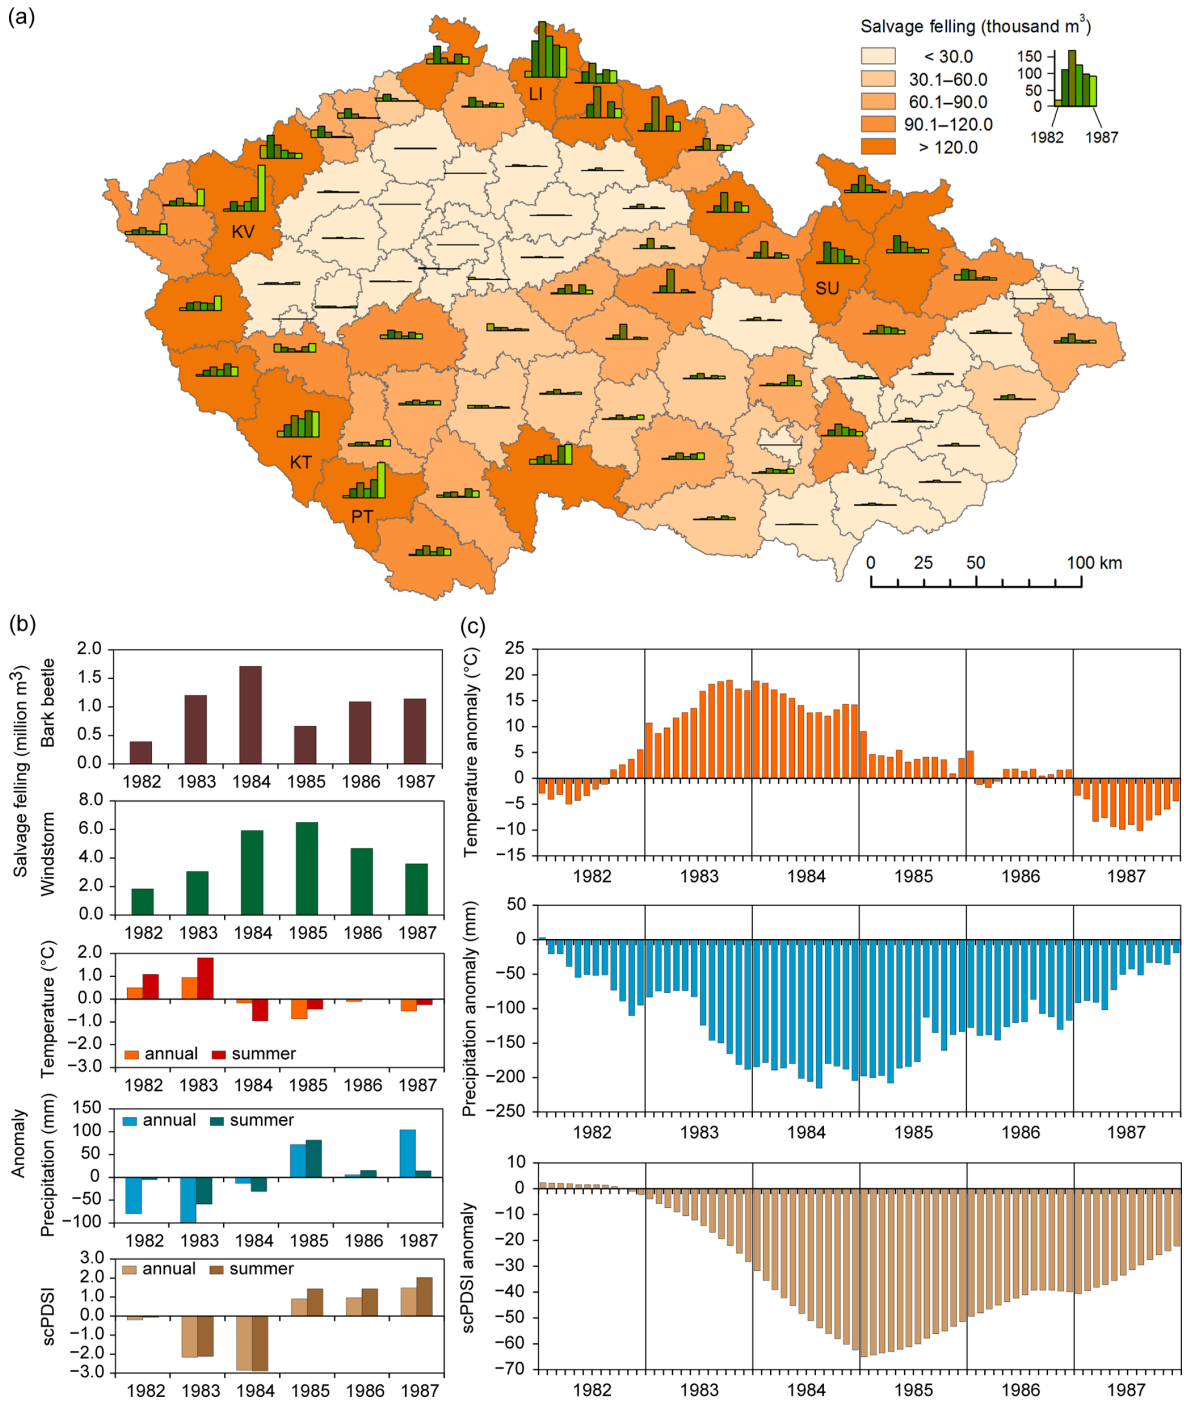 (a)
Salvage felling (thousand m³)
< 30.0
30.1–60.0
60.1–90.0
90.1–120.0
> 120.0
150
100
50
0
1982 1987
LI
KV
SU
KT
PT
0 25 50 100 km
(b)
Salvage felling (million m³)
Bark beetle
2.0
1.5
1.0
0.5
0.0
1982 1983 1984 1985 1986 1987
Windstorm
8.0
6.0
4.0
2.0
0.0
1982 1983 1984 1985 1986 1987
Anomaly
Temperature (°C)
2.0
1.0
0.0
−1.0
−2.0
−3.0
annual summer
1982 1983 1984 1985 1986 1987
Precipitation (mm)
150
100
50
0
−50
−100
annual summer
1982 1983 1984 1985 1986 1987
scPDSI
3.0
2.0
1.0
0.0
−1.0
−2.0
−3.0
annual summer
1982 1983 1984 1985 1986 1987
(c)
Temperature anomaly (°C)
25
20
15
10
5
0
−5
−10
−15
1982 1983 1984 1985 1986 1987
Precipitation anomaly (mm)
50
0
−50
−100
−150
−200
−250
1982 1983 1984 1985 1986 1987
scPDSI anomaly
10
0
−10
−20
−30
−40
−50
−60
−70
1982 1983 1984 1985 1986 1987